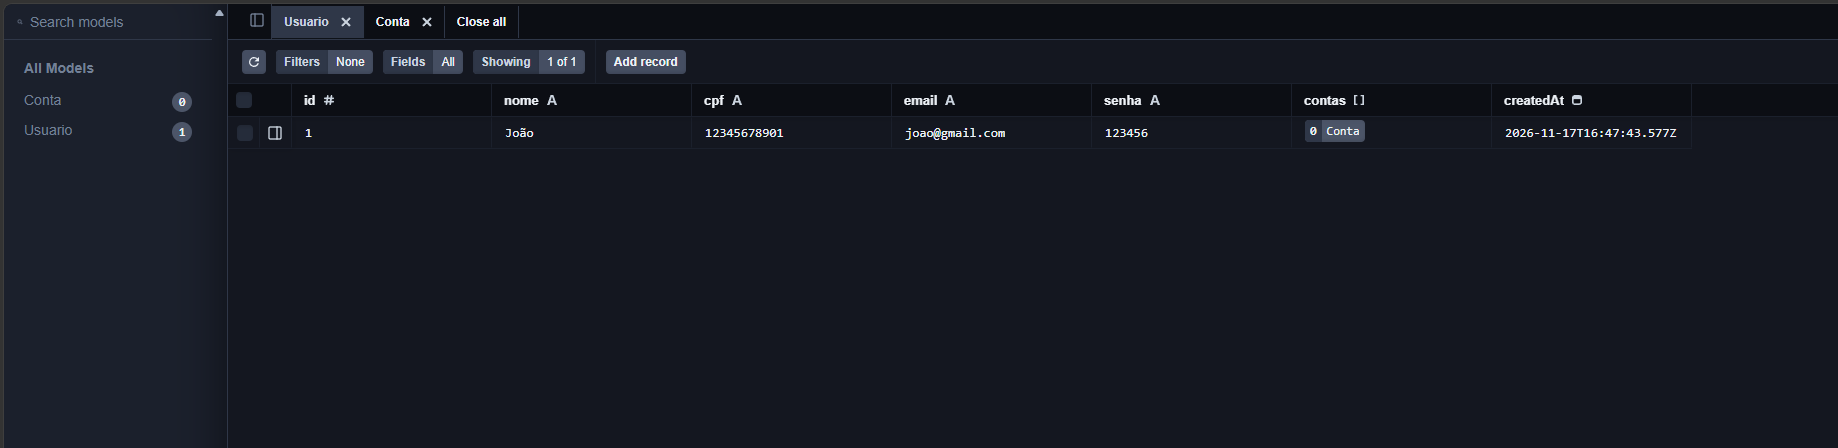 Search models
All Models
Conta 0
Usuario 1
Usuario Conta Close all
Filters None Fields All Showing 1 of 1 Add record
id # nome A cpf A email A senha A contas [] createdAt
1 João 12345678901 joao@gmail.com 123456 0 Conta 2026-11-17T16:47:43.577Z